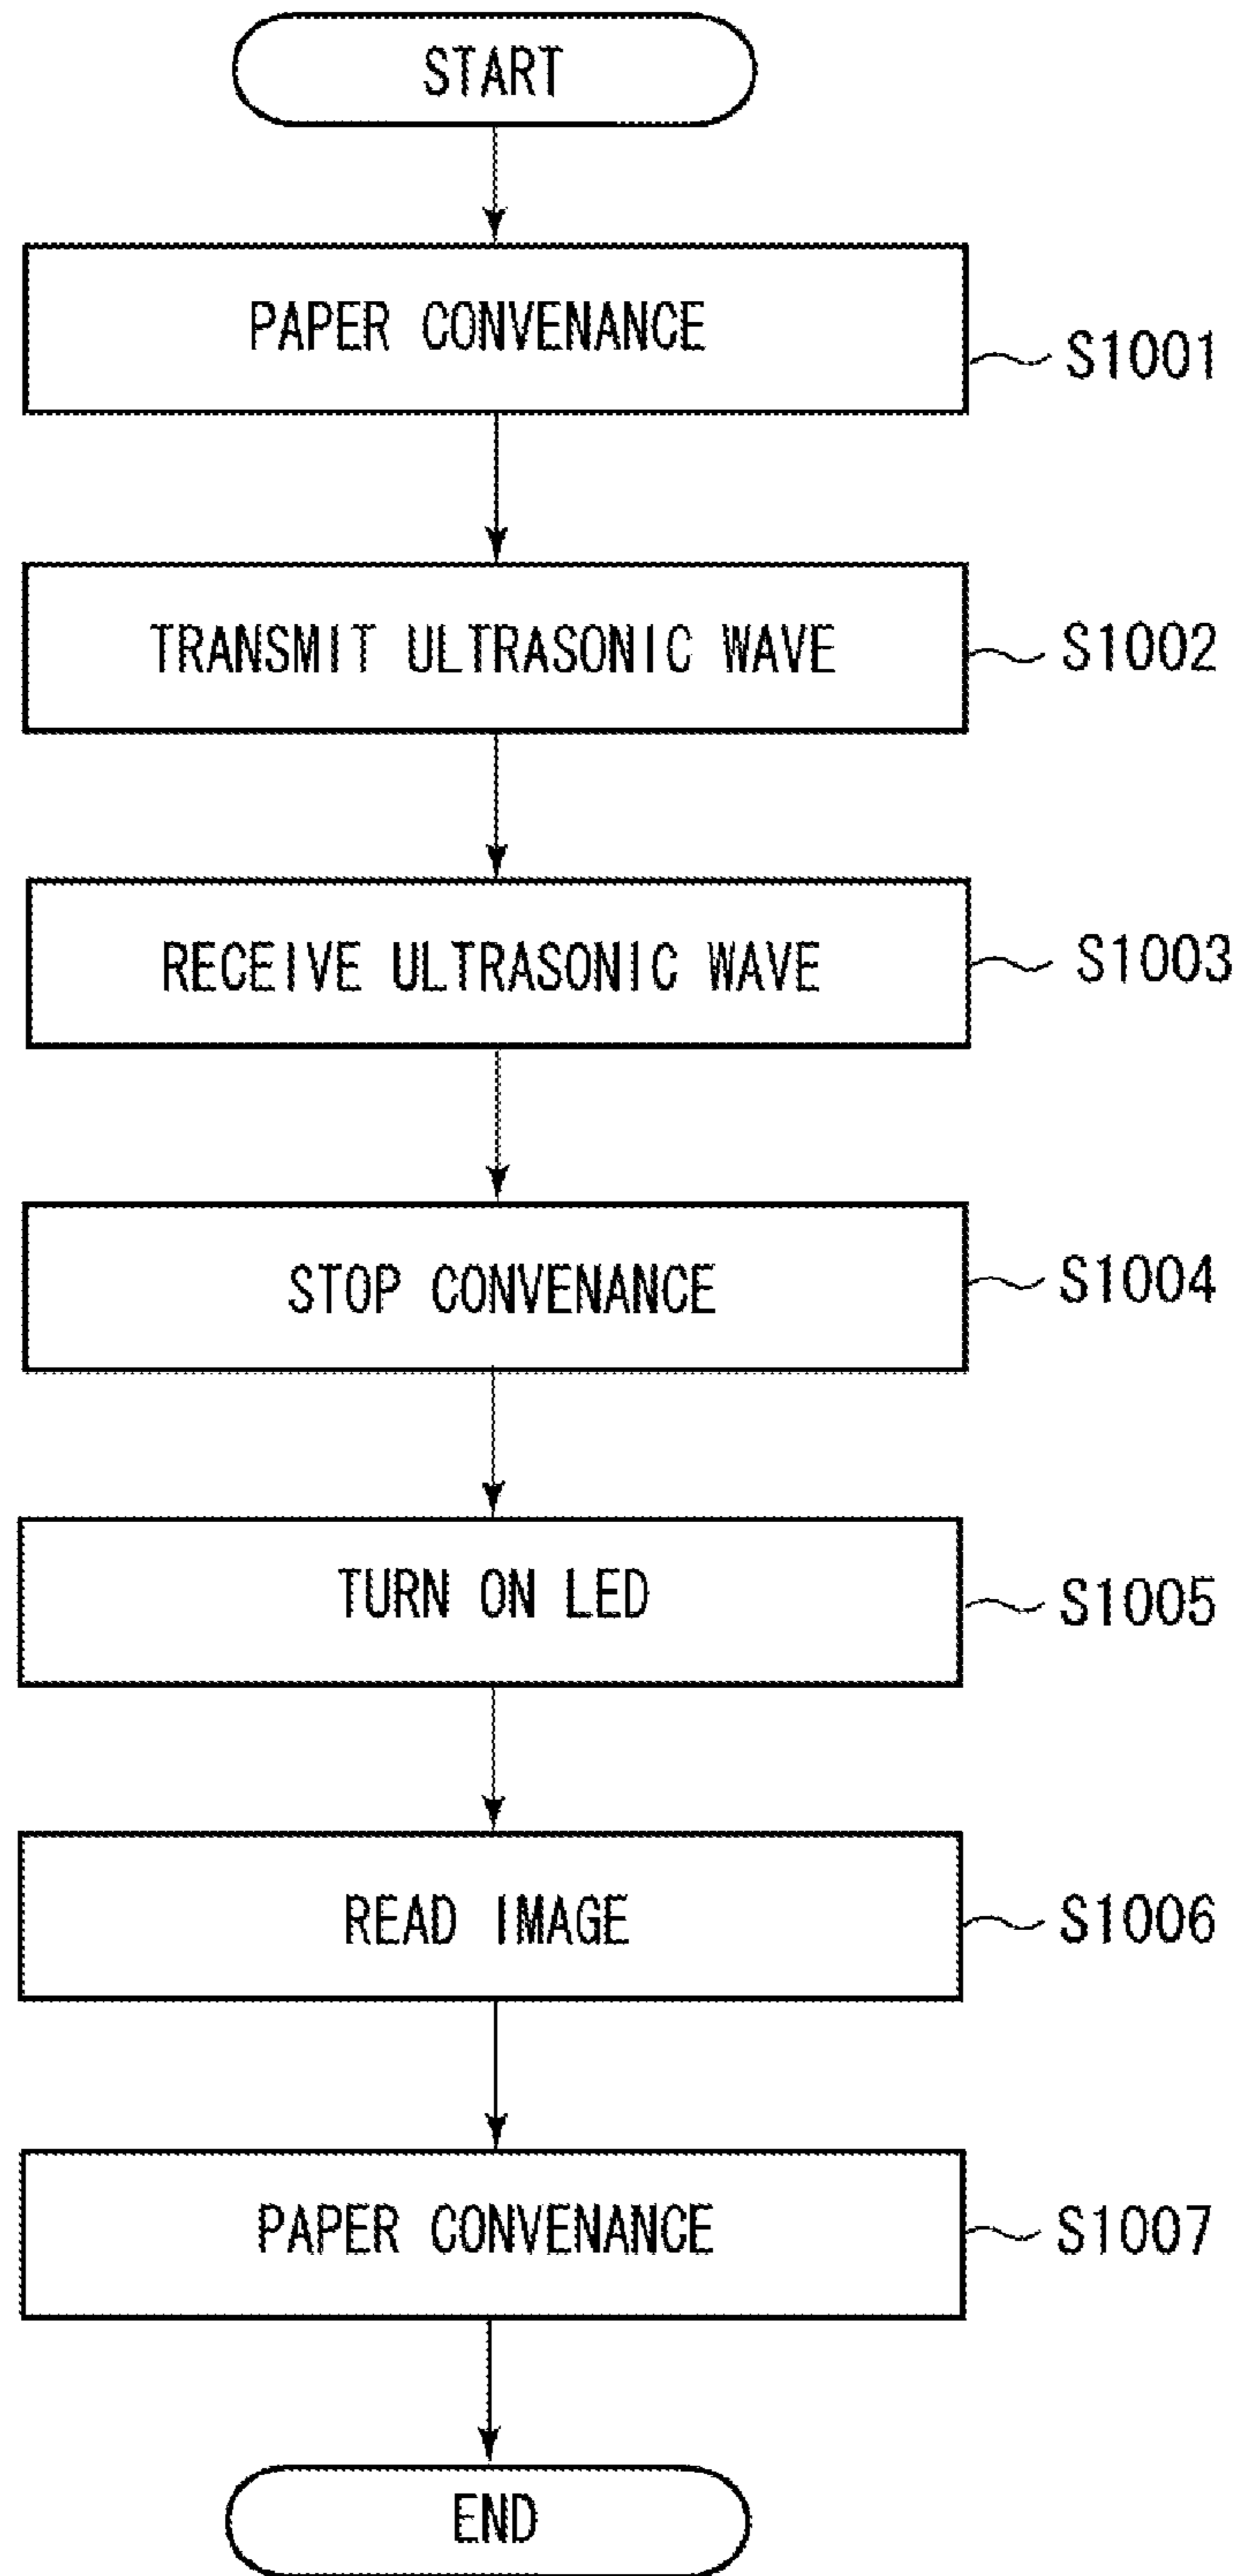 START
PAPER CONVENANCE
S1001
TRANSMIT ULTRASONIC WAVE
S1002
RECEIVE ULTRASONIC WAVE
S1003
STOP CONVENANCE
S1004
TURN ON LED
S1005
READ IMAGE
S1006
PAPER CONVENANCE
S1007
END